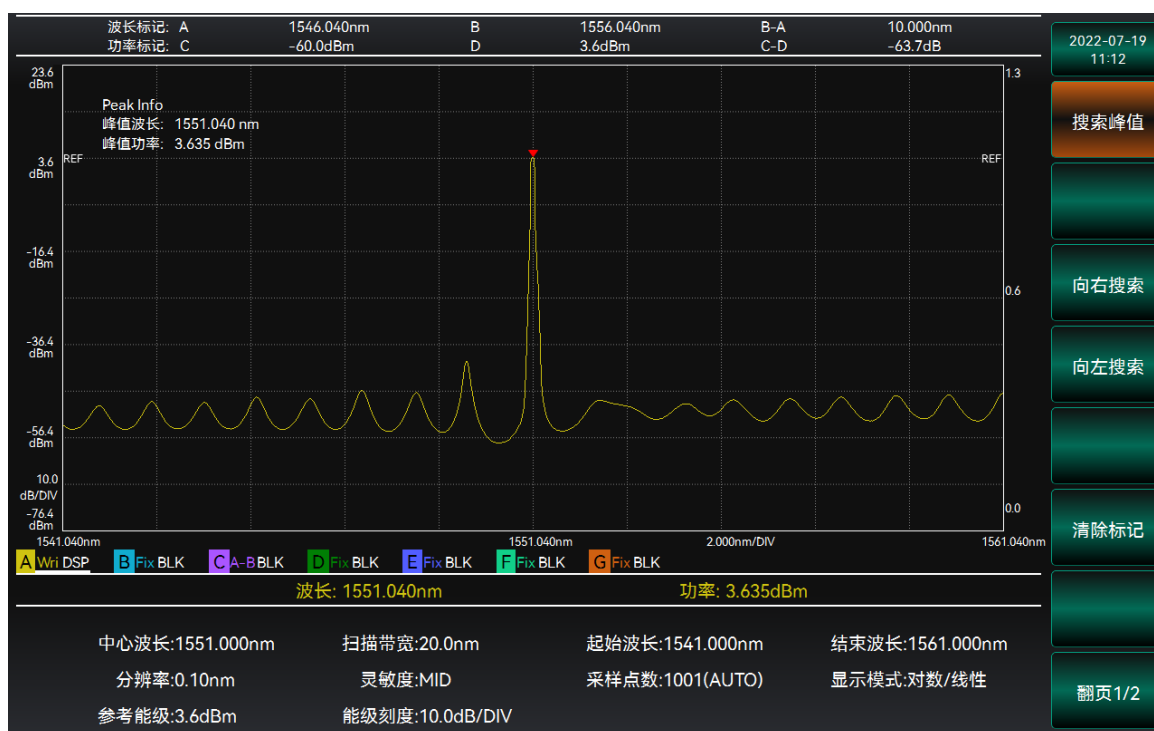 波长标记: A 1546.040nm B 1556.040nm B-A 10.000nm
功率标记: C -60.0dBm D 3.6dBm C-D -63.7dB
2022-07-19
11:12
23.6
dBm
1.3
Peak Info
峰值波长: 1551.040 nm
峰值功率: 3.635 dBm
搜索峰值
3.6
dBm
REF
REF
-16.4
dBm
0.6
向右搜索
-36.4
dBm
向左搜索
-56.4
dBm
10.0
dB/DIV
-76.4
dBm
0.0
清除标记
1541.040nm 1551.040nm 2.000nm/DIV 1561.040nm
A Wri DSP B Fix BLK C A-B BLK D Fix BLK E Fix BLK F Fix BLK G Fix BLK
波长: 1551.040nm 功率: 3.635dBm
中心波长:1551.000nm 扫描带宽:20.0nm 起始波长:1541.000nm 结束波长:1561.000nm
分辨率:0.10nm 灵敏度:MID 采样点数:1001(AUTO) 显示模式:对数/线性
参考能级:3.6dBm 能级刻度:10.0dB/DIV
翻页1/2